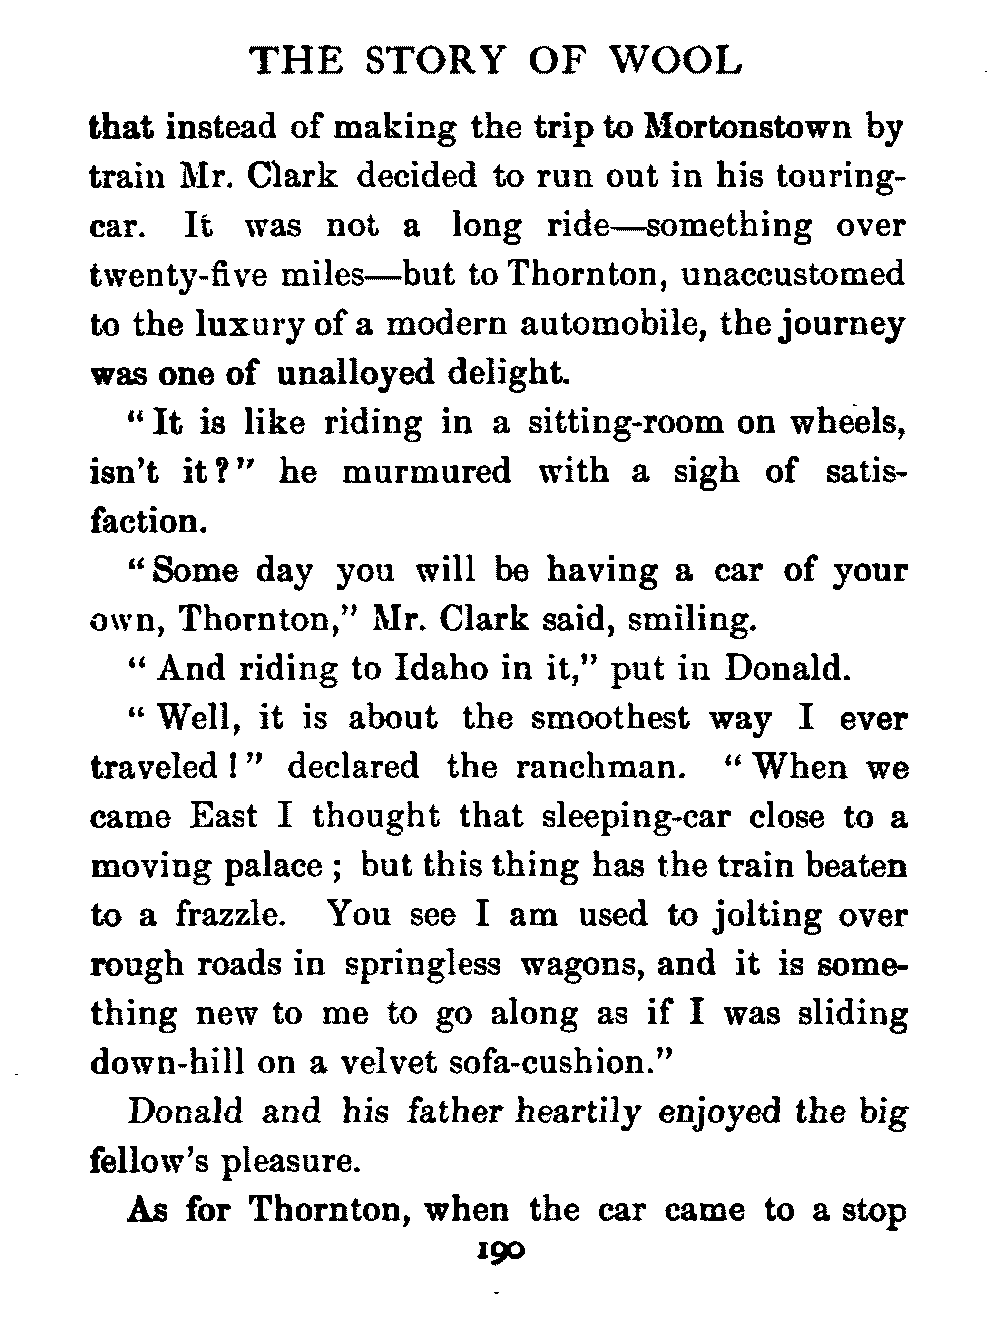 THE STORY OF WOOL
that instead of making the trip to Mortonstown by
train Mr. Clark decided to run out in his touring-
car. It was not a long ride—something over
twenty-five miles—but to Thornton, unaccustomed
to the luxury of a modern automobile, the journey
was one of unalloyed delight.
“It is like riding in a sitting-room on wheels,
isn't it?” he murmured with a sigh of satis-
faction.
“Some day you will be having a car of your
own, Thornton,” Mr. Clark said, smiling.
“And riding to Idaho in it,” put in Donald.
“Well, it is about the smoothest way I ever
traveled!” declared the ranchman. “When we
came East I thought that sleeping-car close to a
moving palace; but this thing has the train beaten
to a frazzle. You see I am used to jolting over
rough roads in springless wagons, and it is some-
thing new to me to go along as if I was sliding
down-hill on a velvet sofa-cushion.”
Donald and his father heartily enjoyed the big
fellow's pleasure.
As for Thornton, when the car came to a stop
190